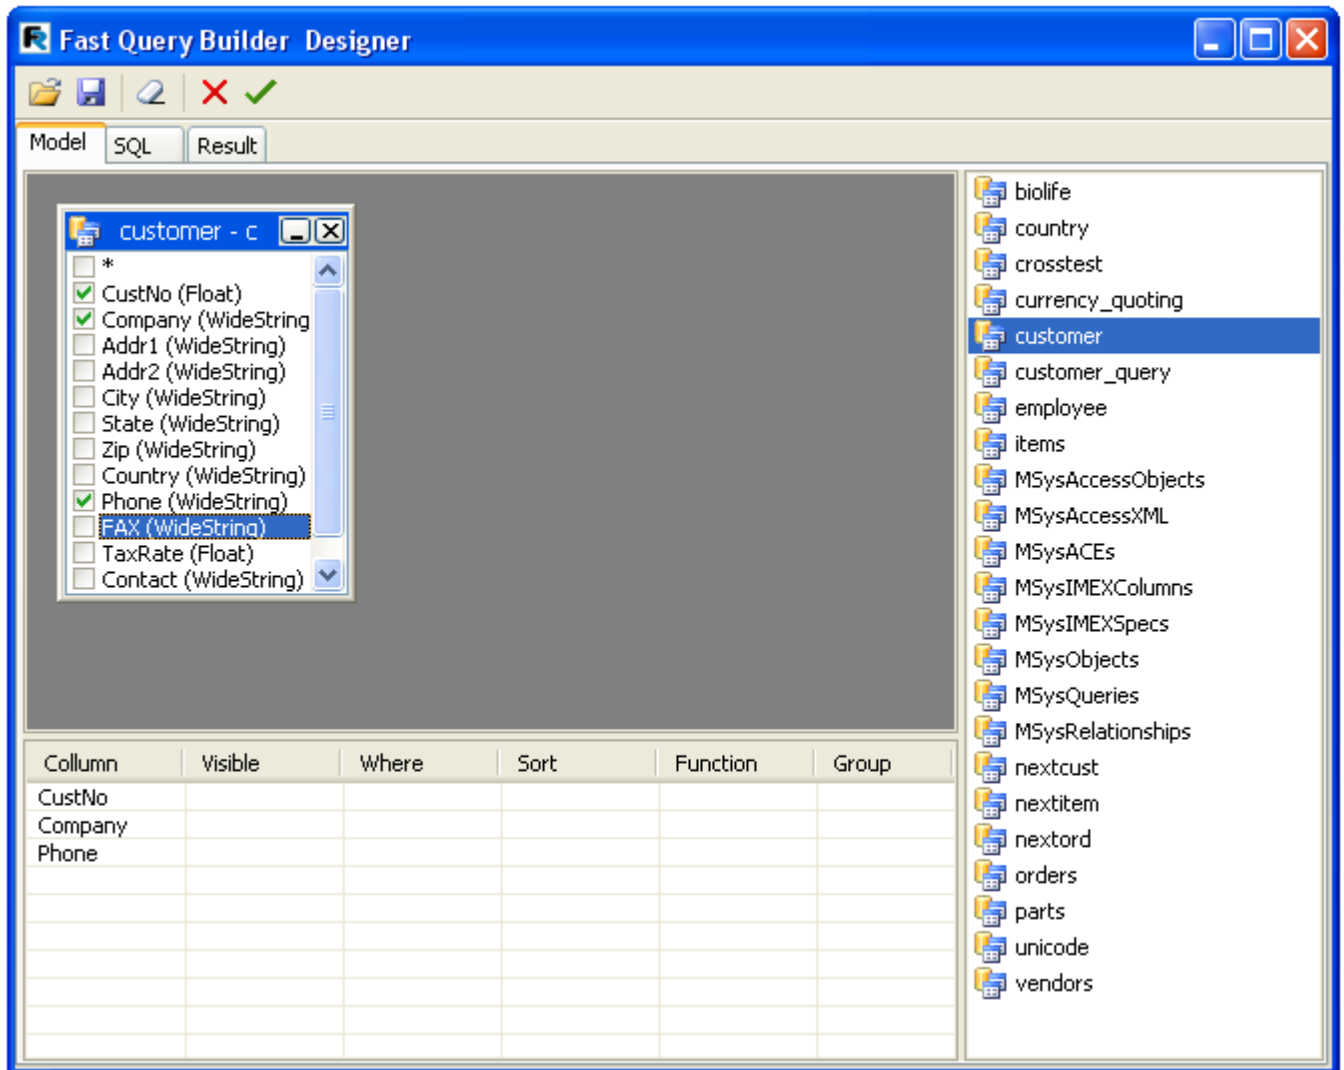 Fast Query Builder Designer
Model SQL Result
customer - c
*
CustNo (Float)
Company (WideString
Addr1 (WideString)
Addr2 (WideString)
City (WideString)
State (WideString)
Zip (WideString)
Country (WideString)
Phone (WideString)
FAX (WideString)
TaxRate (Float)
Contact (WideString)
Collumn Visible Where Sort Function Group
CustNo
Company
Phone
biolife
country
crosstest
currency_quoting
customer
customer_query
employee
items
MSysAccessObjects
MSysAccessXML
MSysACEs
MSysIMEXColumns
MSysIMEXSpecs
MSysObjects
MSysQueries
MSysRelationships
nextcust
nextitem
nextord
orders
parts
unicode
vendors